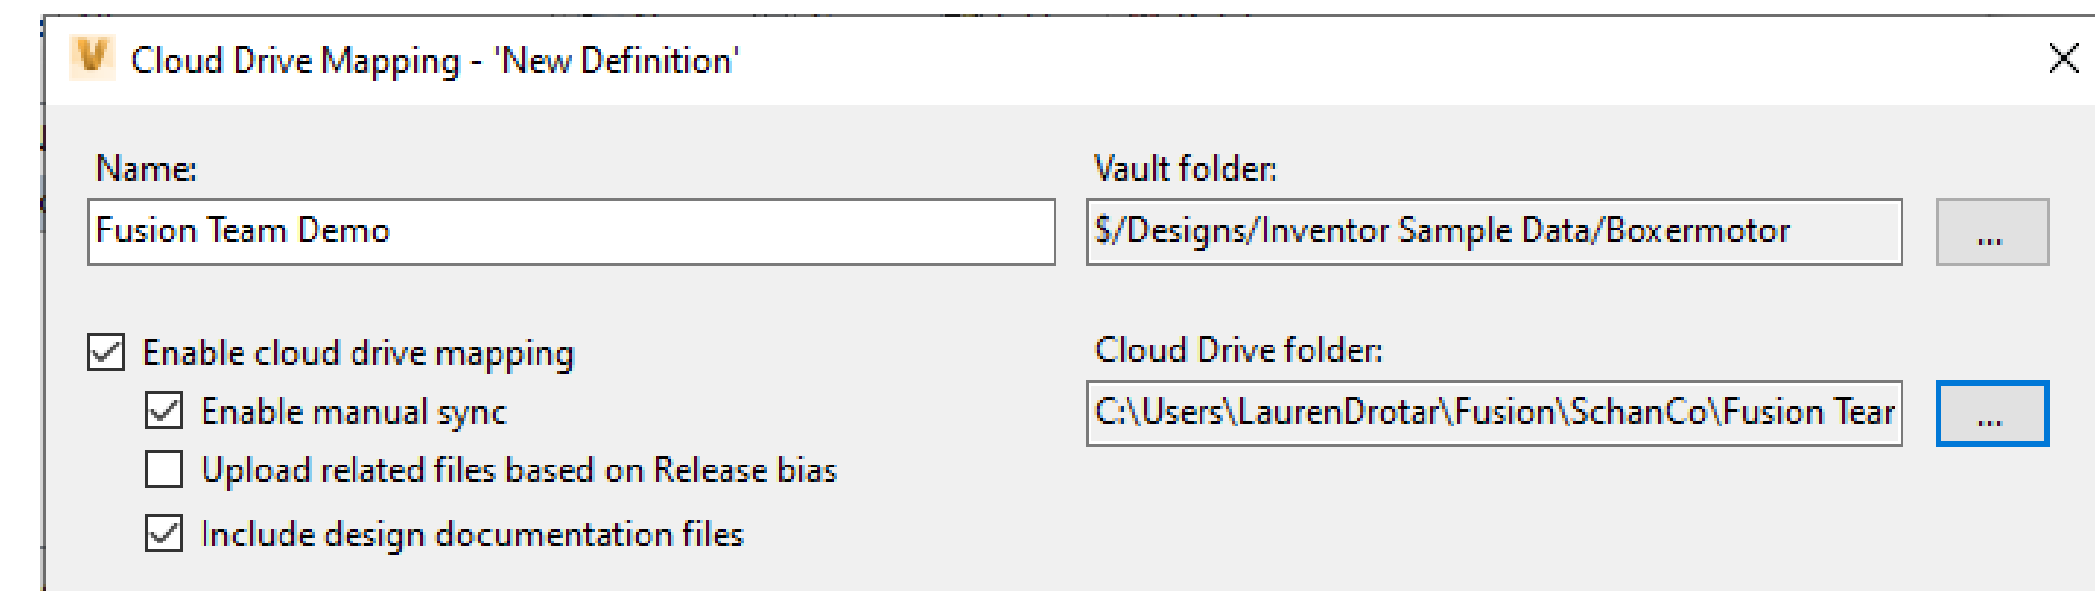 Cloud Drive Mapping - 'New Definition'
Name:
Fusion Team Demo
Vault folder:
$/Designs/Inventor Sample Data/Boxermotor
...
Enable cloud drive mapping
Enable manual sync
Upload related files based on Release bias
Include design documentation files
Cloud Drive folder:
C:\Users\LaurenDrotar\Fusion\SchanCo\Fusion Tear
...